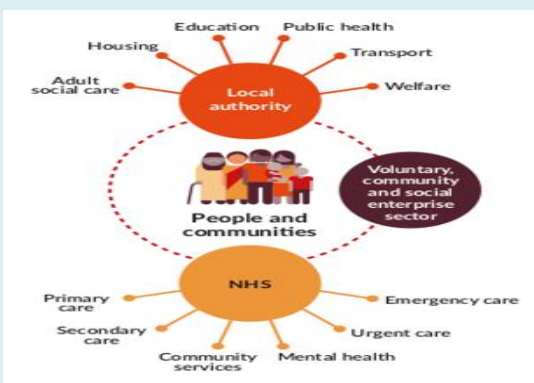 Education
Public health
Housing
Transport
Adult
social care
Welfare
Local
authority
Voluntary,
community
and social
enterprise
sector
People and
communities
NHS
Primary
care
Emergency care
Secondary
care
Urgent care
Community
services
Mental health